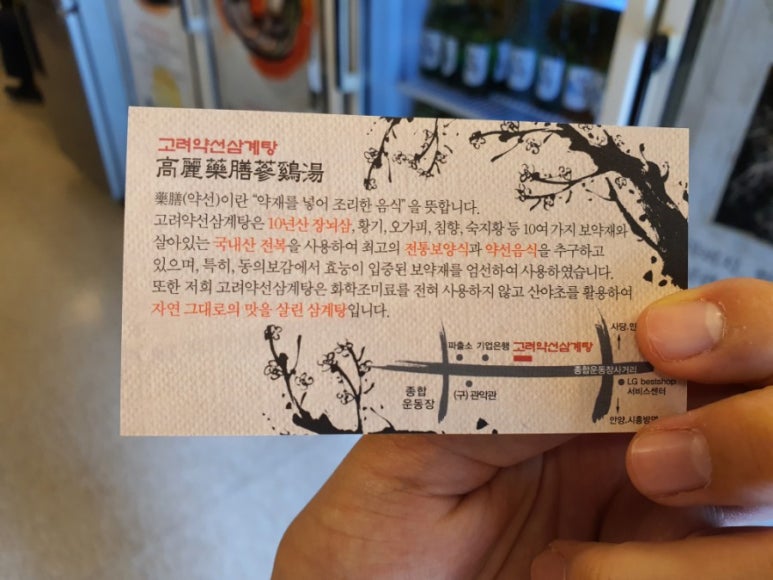 고려약선삼계탕
高麗藥膳蔘鷄湯
藥膳(약선)이란 "약재를 넣어 조리한 음식"을 뜻합니다.
고려약선삼계탕은 10년산 장뇌삼, 황기, 오가피, 침향, 숙지황 등 10여 가지 보약재와
살아있는 국내산 전복을 사용하여 최고의 전통보양식과 약선음식을 추구하고
있으며, 특히, 동의보감에서 효능이 입증된 보약재를 엄선하여 사용하였습니다.
또한 저희 고려약선삼계탕은 화학조미료를 전혀 사용하지 않고 산야초를 활용하여
자연 그대로의 맛을 살린 삼계탕입니다.
사당.
파출소 기업은행 고려약선삼계탕
종합운동장사거리
종합
운동장
(구) 관악관
LG bestshop
서비스센터
안양.시흥방면